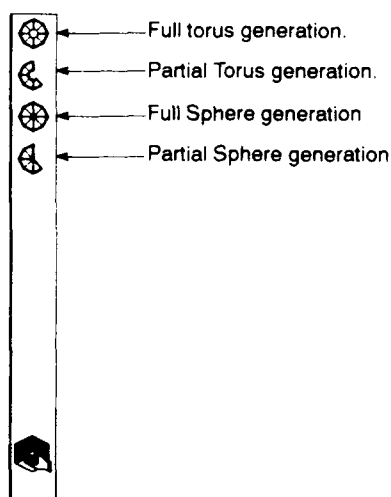 Full torus generation.
Partial Torus generation.
Full Sphere generation
Partial Sphere generation